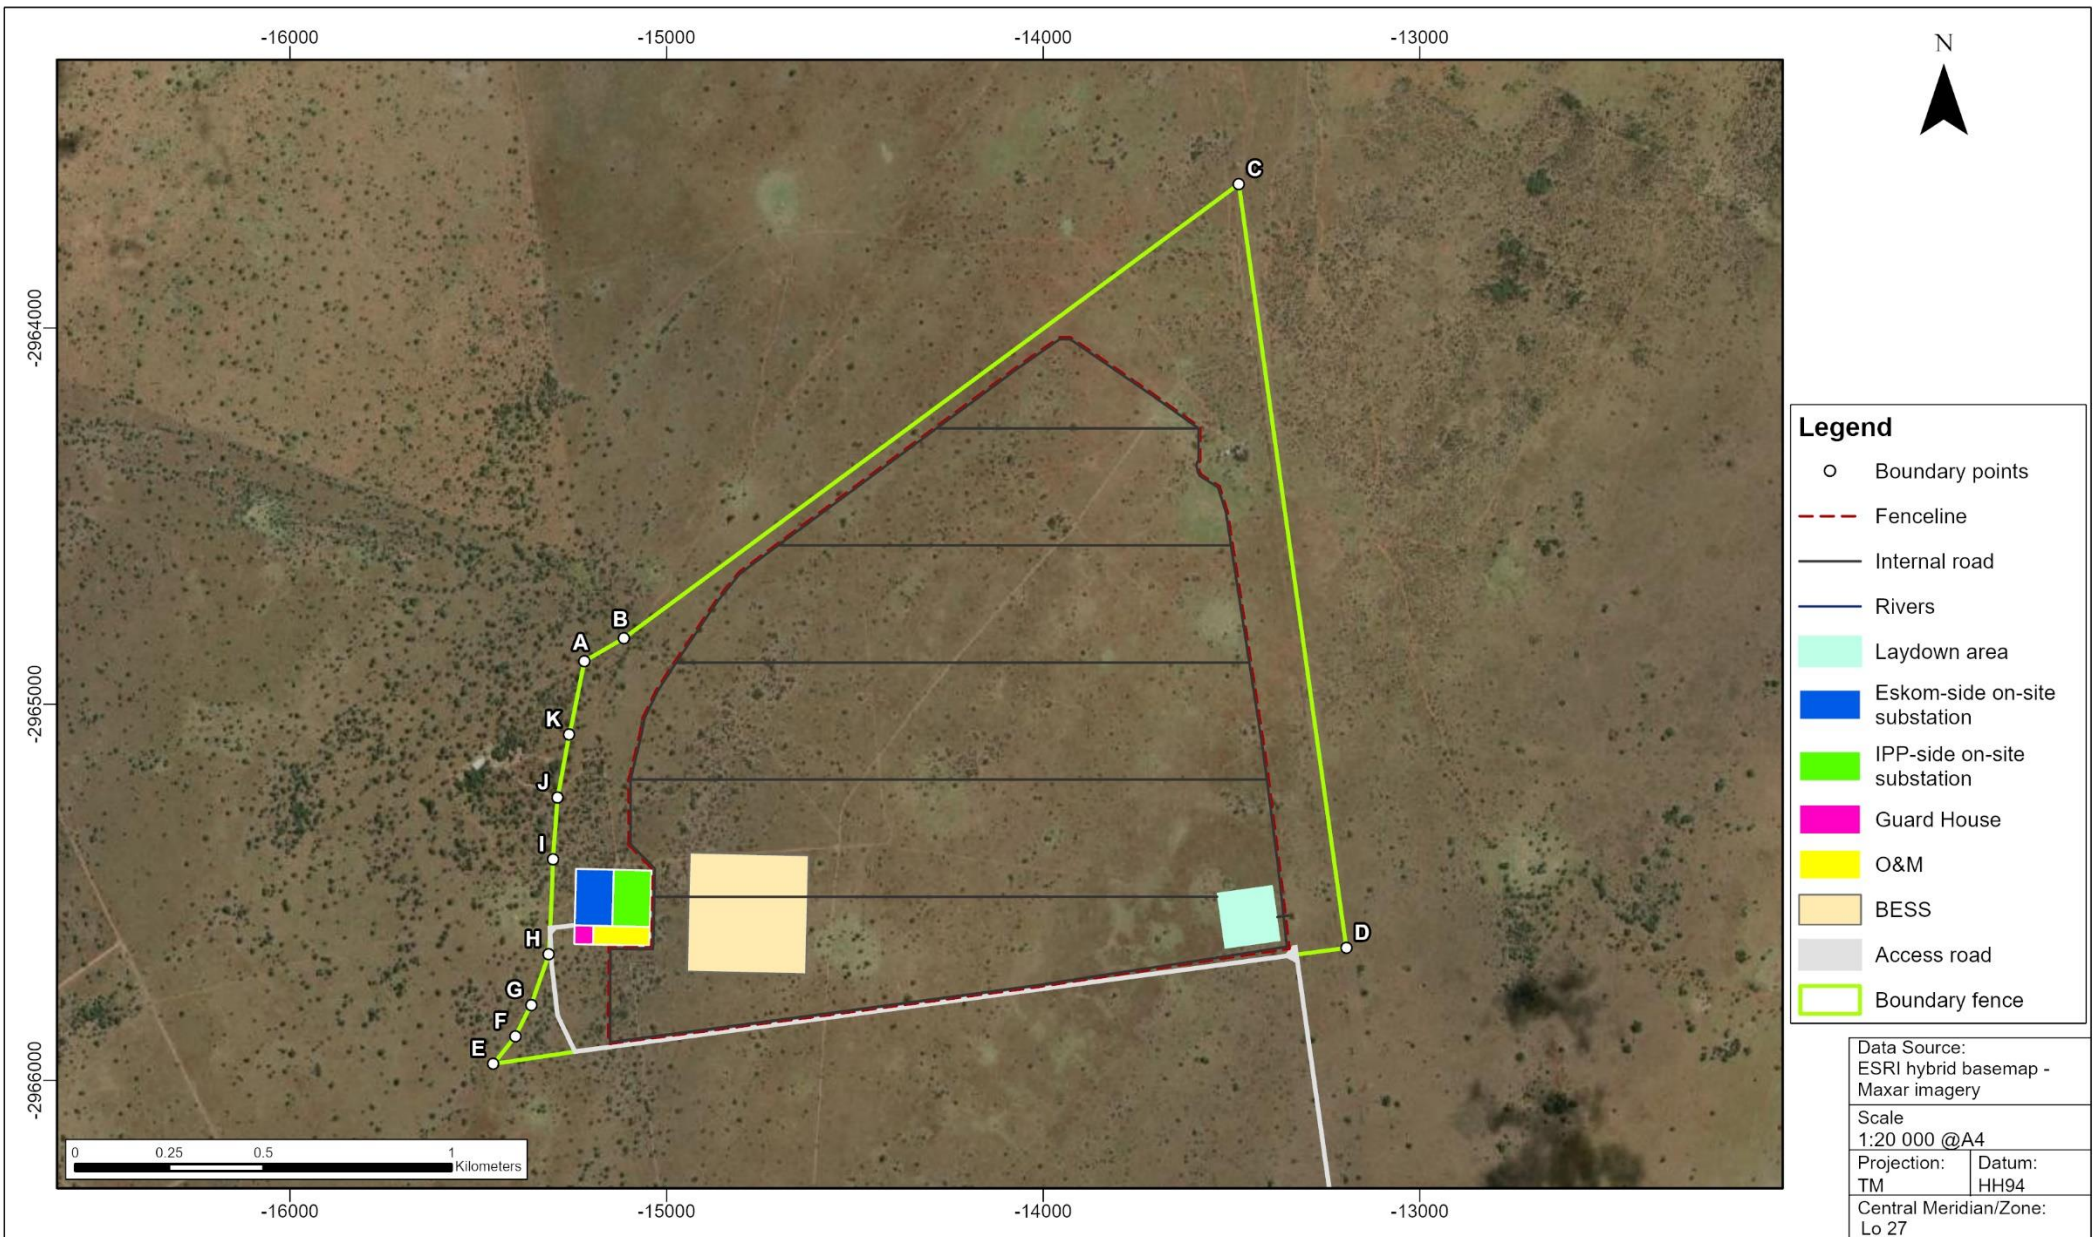 -16000
-15000
-14000
-13000
N
C
-2964000
B
A
K
-2965000
J
I
H
D
G
F
E
-2966000
0 0.25 0.5 1
Kilometers
-16000
-15000
-14000
-13000
Legend
Boundary points
Fenceline
Internal road
Rivers
Laydown area
Eskom-side on-site
substation
IPP-side on-site
substation
Guard House
O&M
BESS
Access road
Boundary fence
Data Source:
ESRI hybrid basemap -
Maxar imagery
Scale
1:20 000 @A4
Projection:
TM
Datum:
HH94
Central Meridian/Zone:
Lo 27